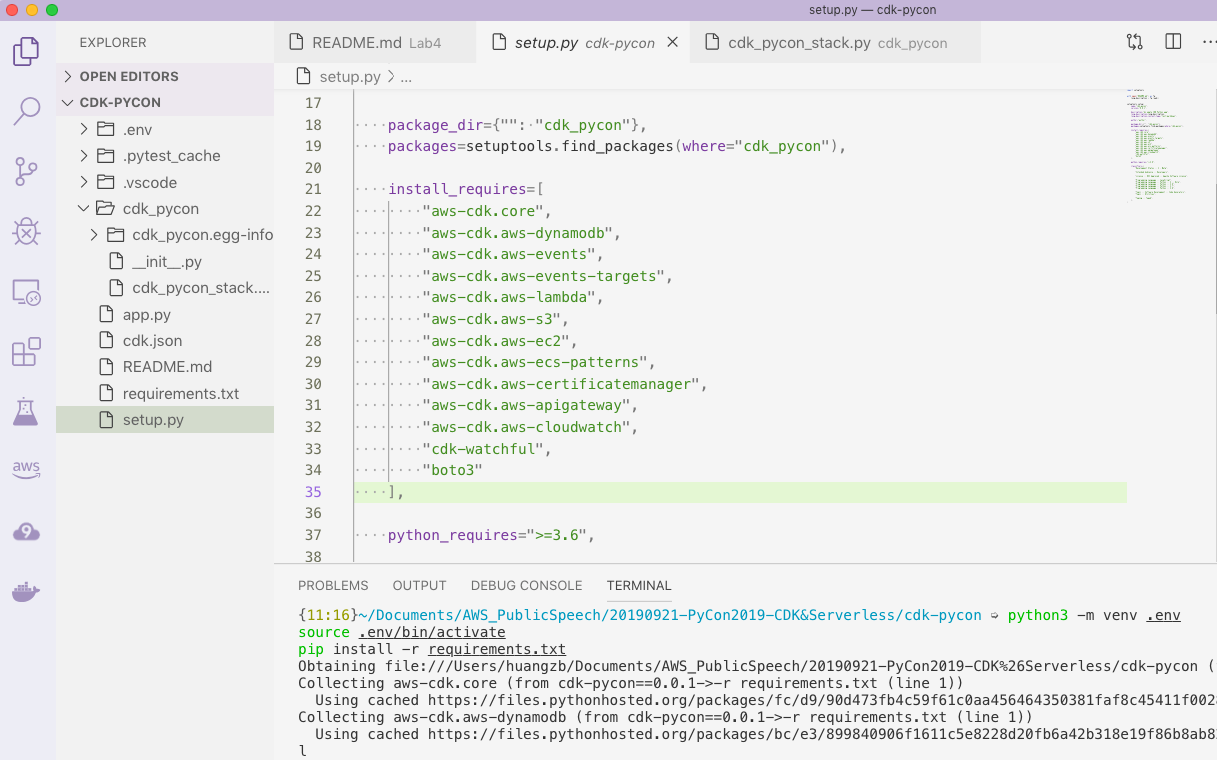 setup.py — cdk-pycon
EXPLORER
README.md Lab4
setup.py cdk-pycon
cdk_pycon_stack.py cdk_pycon
OPEN EDITORS
CDK-PYCON
.env
.pytest_cache
.vscode
cdk_pycon
cdk_pycon.egg-info
__init__.py
cdk_pycon_stack....
app.py
cdk.json
README.md
requirements.txt
setup.py
aws
setup.py > ...
17
18 ····package_dir={"":·"cdk_pycon"},
19 ····packages=setuptools.find_packages(where="cdk_pycon"),
20
21 ····install_requires=[
22 ········"aws-cdk.core",
23 ········"aws-cdk.aws-dynamodb",
24 ········"aws-cdk.aws-events",
25 ········"aws-cdk.aws-events-targets",
26 ········"aws-cdk.aws-lambda",
27 ········"aws-cdk.aws-s3",
28 ········"aws-cdk.aws-ec2",
29 ········"aws-cdk.aws-ecs-patterns",
30 ········"aws-cdk.aws-certificatemanager",
31 ········"aws-cdk.aws-apigateway",
32 ········"aws-cdk.aws-cloudwatch",
33 ········"cdk-watchful",
34 ········"boto3"
35 ····],
36
37 ····python_requires=">=3.6",
38
PROBLEMS OUTPUT DEBUG CONSOLE TERMINAL
{11:16}~/Documents/AWS_PublicSpeech/20190921-PyCon2019-CDK&Serverless/cdk-pycon ➭ python3 -m venv .env
source .env/bin/activate
pip install -r requirements.txt
Obtaining file:///Users/huangzb/Documents/AWS_PublicSpeech/20190921-PyCon2019-CDK%26Serverless/cdk-pycon (
Collecting aws-cdk.core (from cdk-pycon==0.0.1->-r requirements.txt (line 1))
Using cached https://files.pythonhosted.org/packages/fc/d9/90d473fb4c59f61c0aa456464350381faf8c45411f002
Collecting aws-cdk.aws-dynamodb (from cdk-pycon==0.0.1->-r requirements.txt (line 1))
Using cached https://files.pythonhosted.org/packages/bc/e3/899840906f1611c5e8228d20fb6a42b318e19f86b8ab8
l